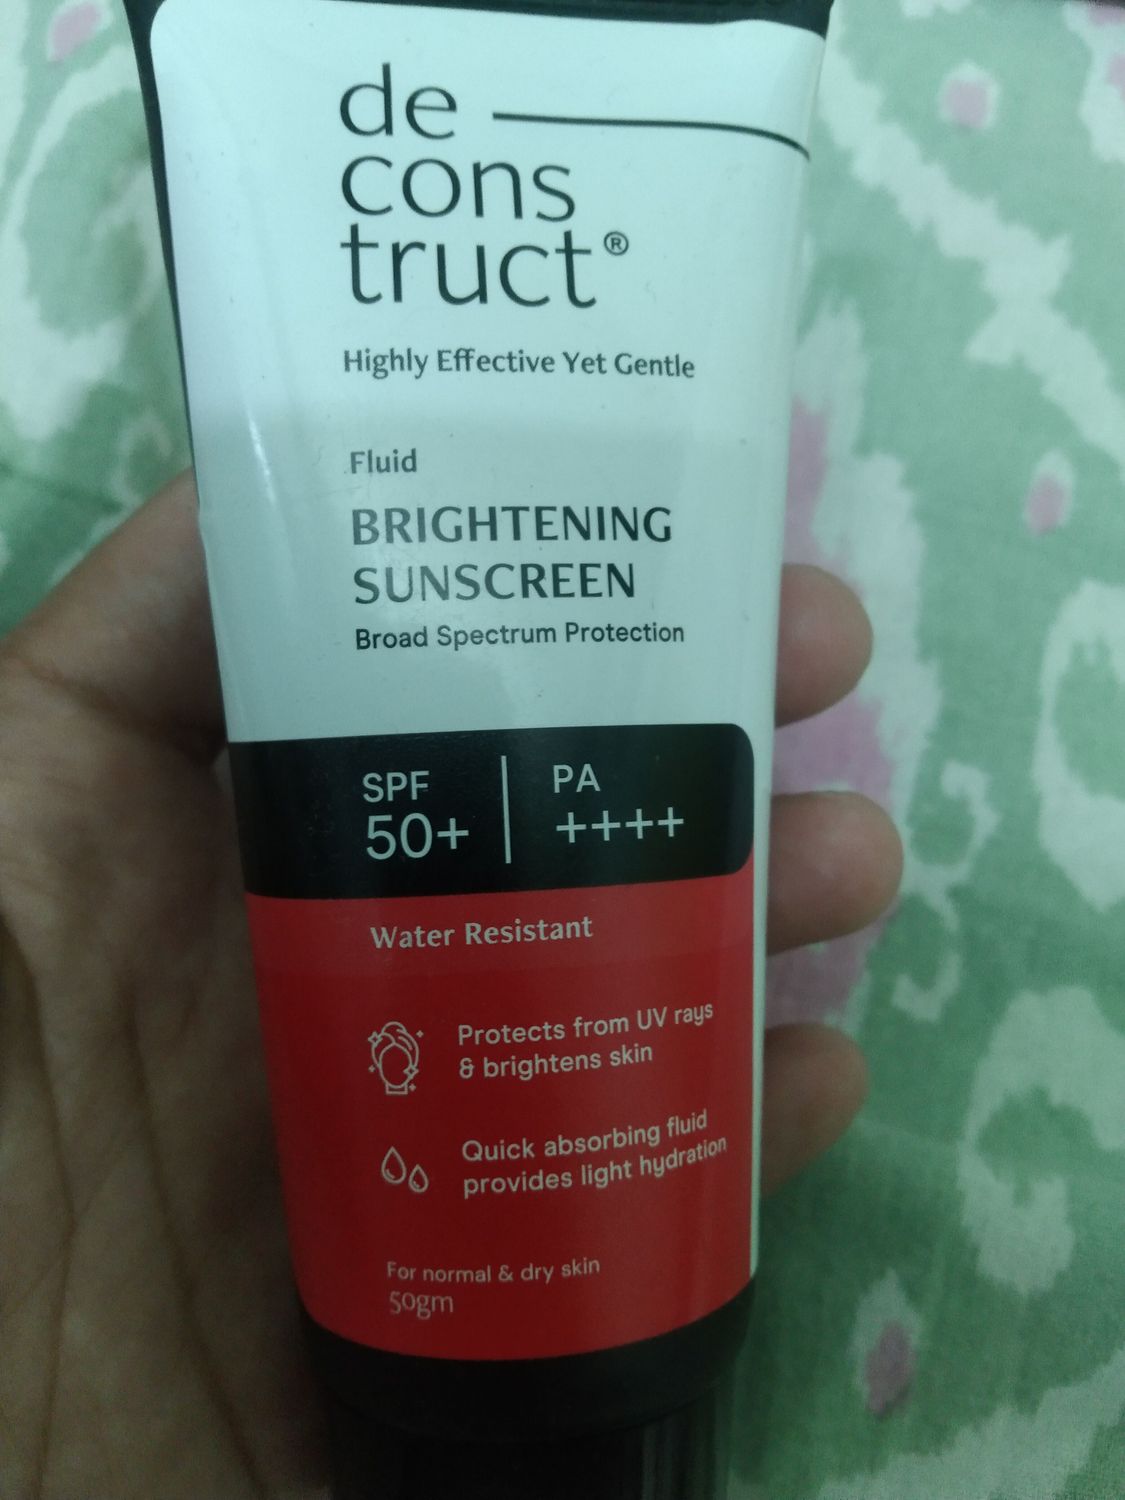 de
cons
truct®
Highly Effective Yet Gentle
Fluid
BRIGHTENING
SUNSCREEN
Broad Spectrum Protection
SPF
50+
PA
++++
Water Resistant
Protects from UV rays
& brightens skin
Quick absorbing fluid
provides light hydration
For normal & dry skin
50gm